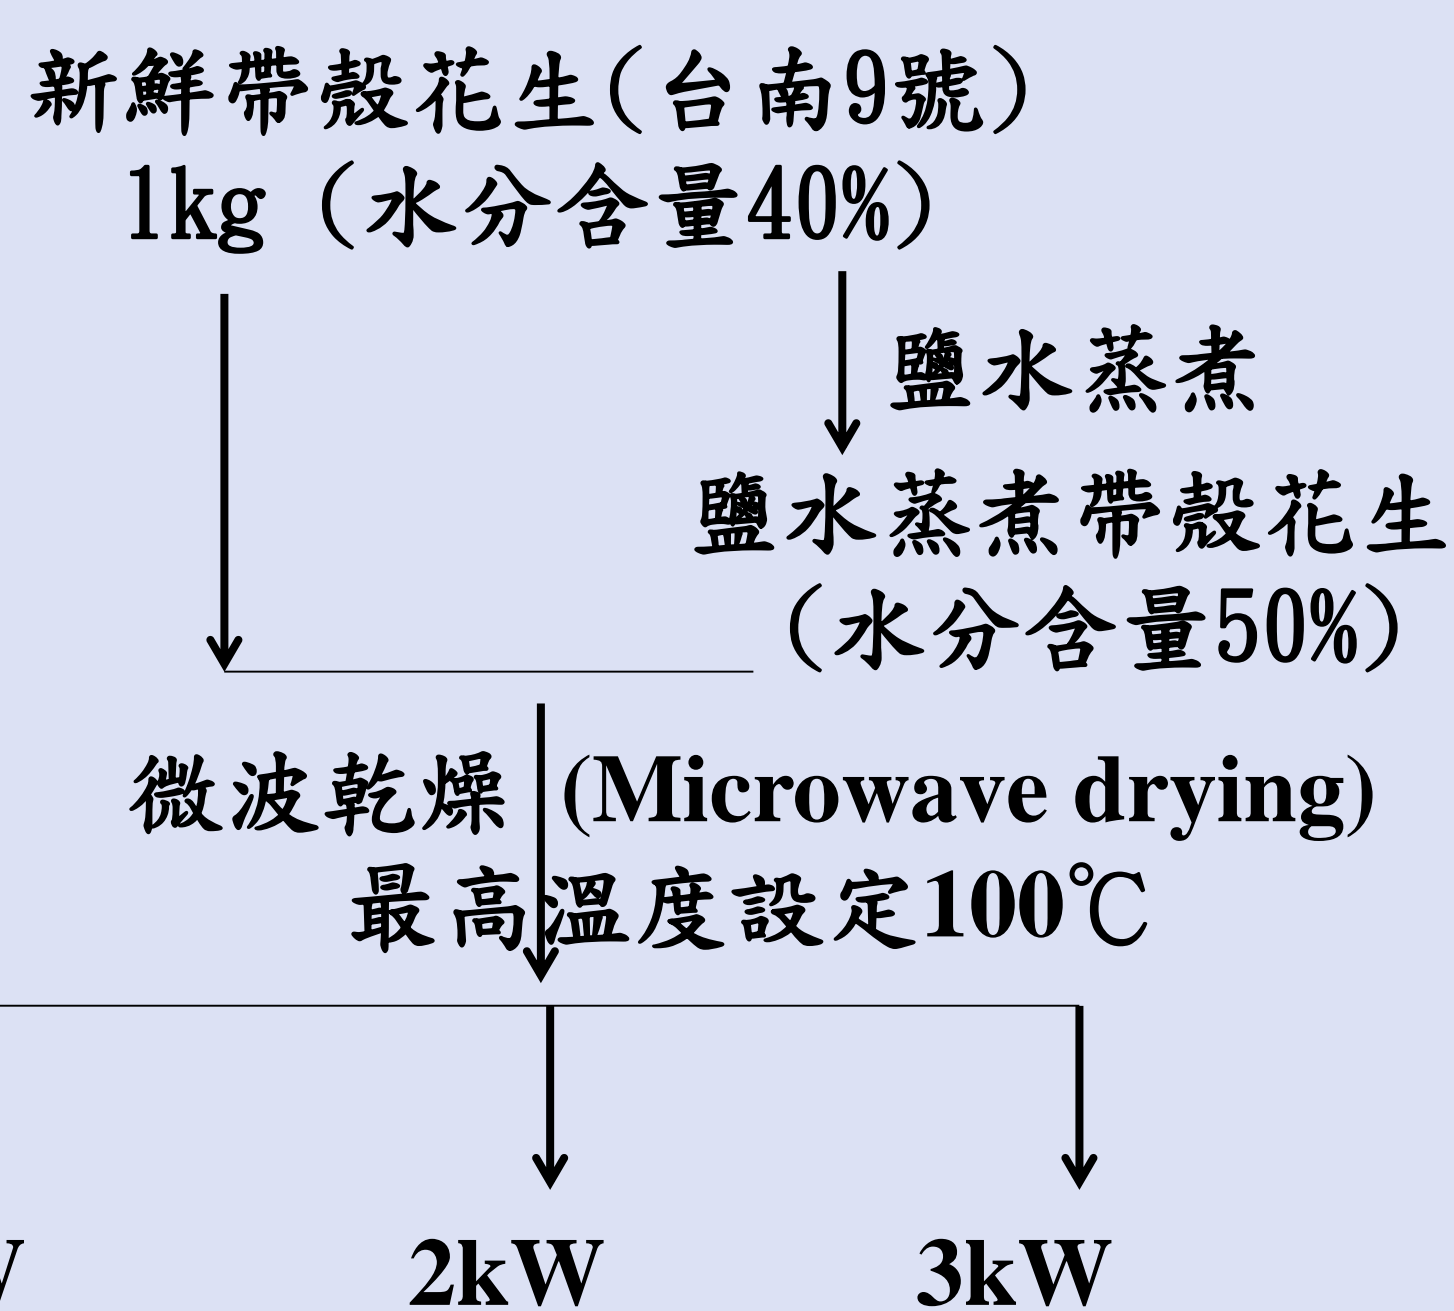 新鮮帶殼花生(台南9號)
1kg (水分含量40%)
鹽水蒸煮
鹽水蒸煮帶殼花生
(水分含量50%)
微波乾燥 (Microwave drying)
最高溫度設定100℃
2kW 3kW